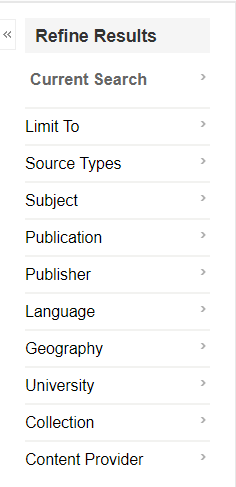 Refine Results
Current Search
Limit To
Source Types
Subject
Publication
Publisher
Language
Geography
University
Collection
Content Provider